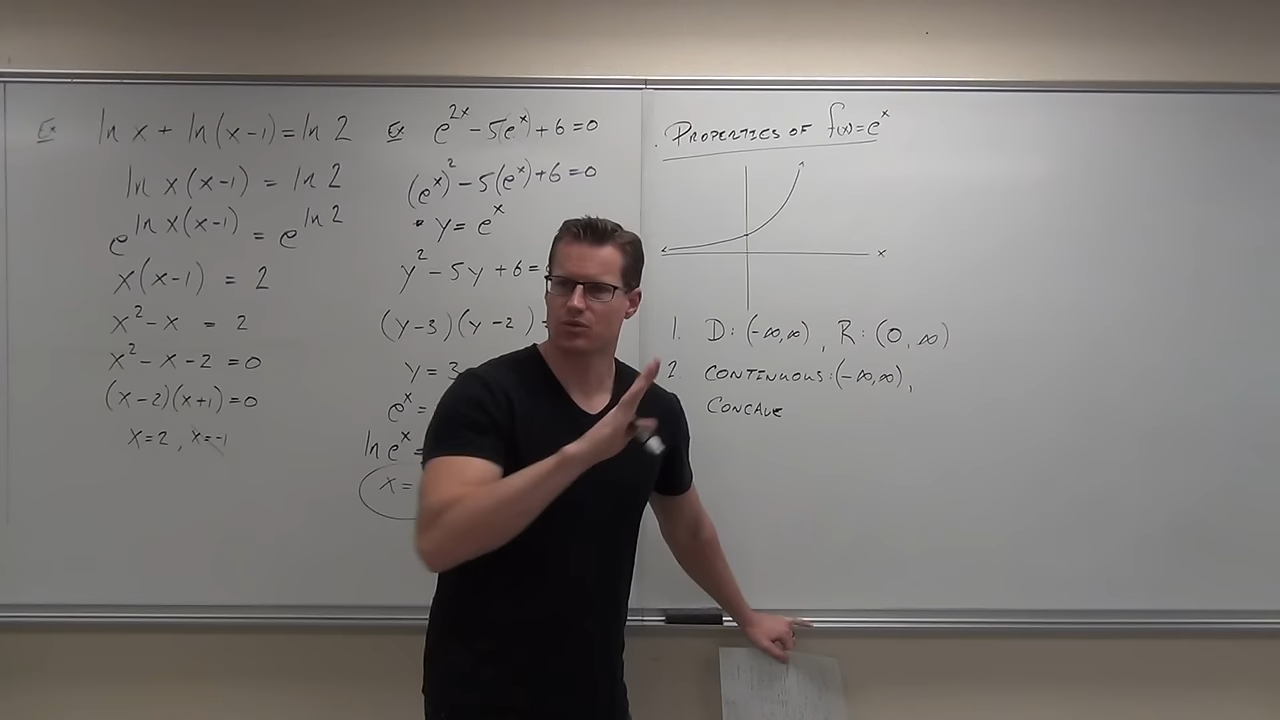 Ex ln x + ln(x-1) = ln 2
ln x(x-1) = ln 2
e^{ln x(x-1)} = e^{ln 2}
x(x-1) = 2
x² - x = 2
x² - x - 2 = 0
(x-2)(x+1) = 0
x=2, x=-1
Ex e^{2x} - 5(e^x) + 6 = 0
(e^x)² - 5(e^x) + 6 = 0
• y = e^x
y² - 5y + 6 =
(y-3)(y-2)
y = 3
e^x =
ln e^x =
x =
PROPERTIES OF f(x) = e^x
x
1. D: (-∞,∞), R: (0, ∞)
2. CONTENUOUS: (-∞,∞),
CONCAVE